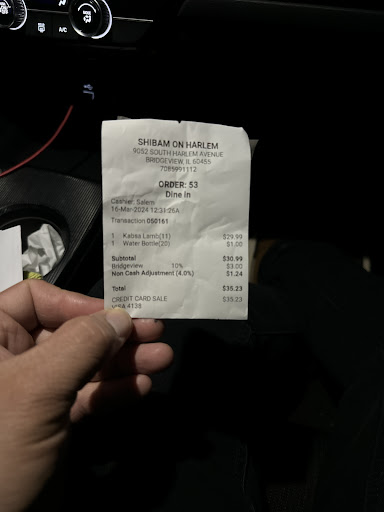 SHIBAM ON HARLEM
9052 SOUTH HARLEM AVENUE
BRIDGEVIEW, IL 60455
7085991112
ORDER: 53
Dine In
Cashier: Salem
16-Mar-2024 12:31:26A
Transaction 050161
1 Kabsa Lamb(11) $29.99
1 Water Bottle(20) $1.00
Subtotal $30.99
Bridgeview 10% $3.00
Non Cash Adjustment (4.0%) $1.24
Total $35.23
CREDIT CARD SALE $35.23
VISA 4138
A/C